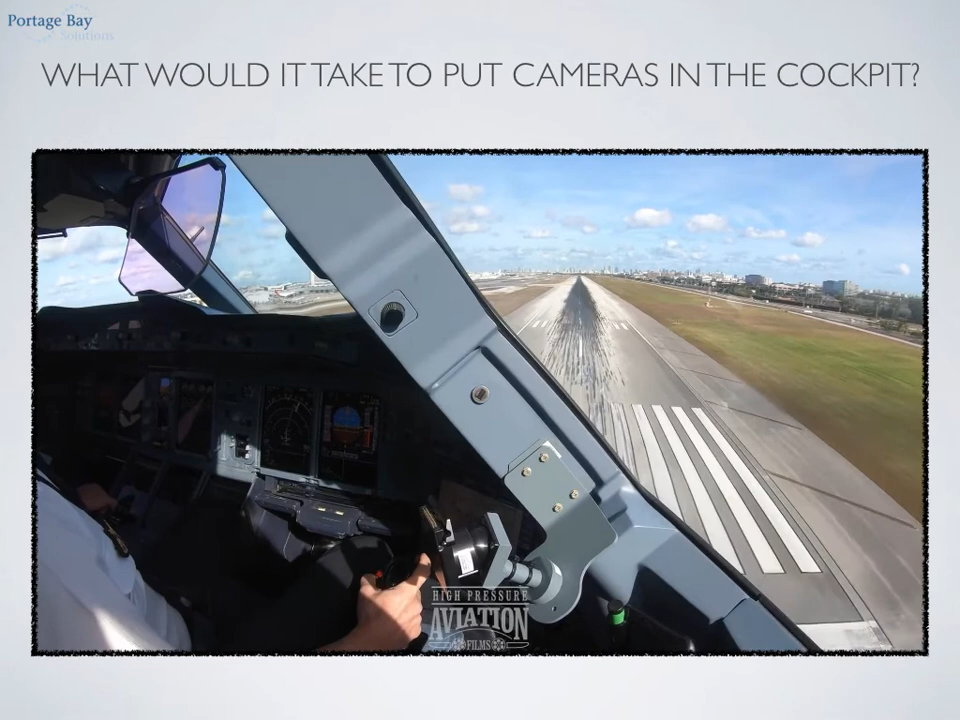 Portage Bay
Solutions
WHAT WOULD IT TAKE TO PUT CAMERAS IN THE COCKPIT?
HIGH PRESSURE
AVIATION
FILMS